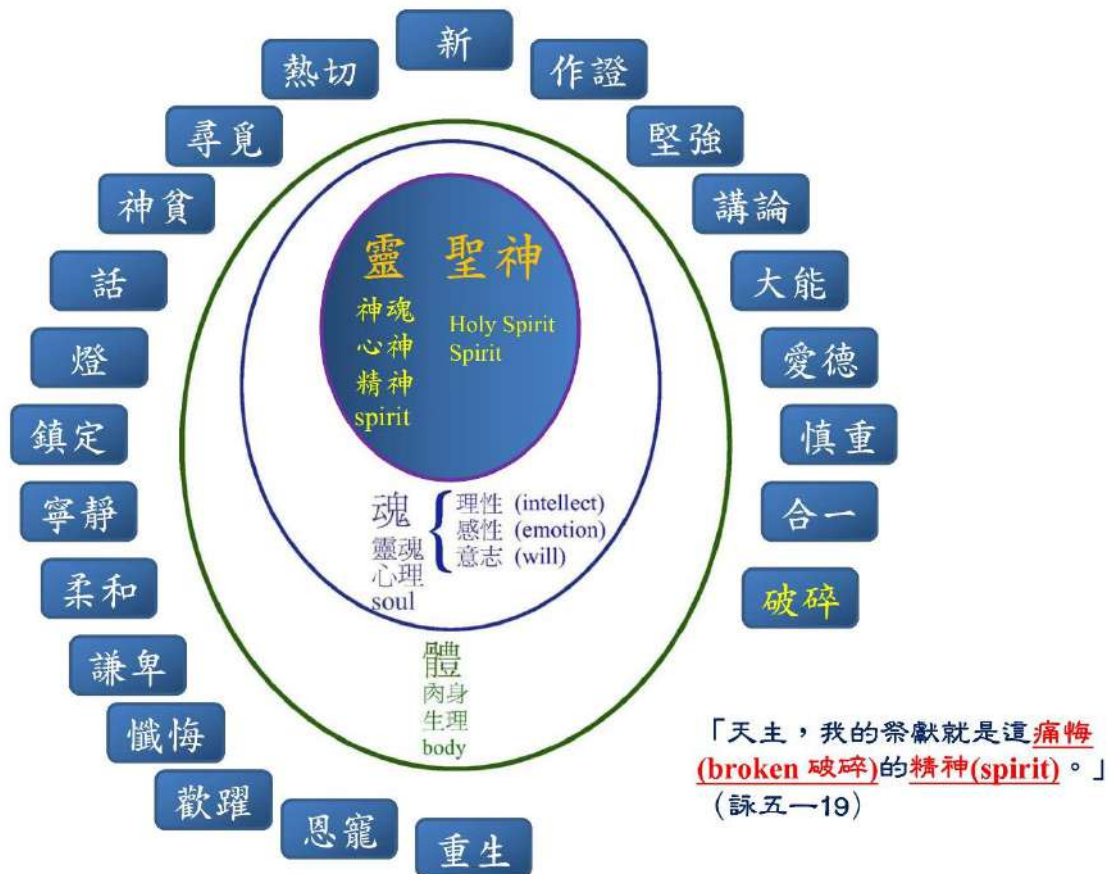 新
熱切
作證
尋覓
堅強
神貧
講論
話
大能
燈
愛德
鎮定
慎重
寧靜
合一
柔和
破碎
謙卑
懺悔
歡躍
恩寵
重生
靈 聖神
神魂
心神
精神
spirit
Holy Spirit
Spirit
魂
靈魂
心理
soul
{
理性 (intellect)
感性 (emotion)
意志 (will)
體
肉身
生理
body
「天主，我的祭獻就是這痛悔
(broken 破碎)的精神(spirit)。」
（詠五一19）